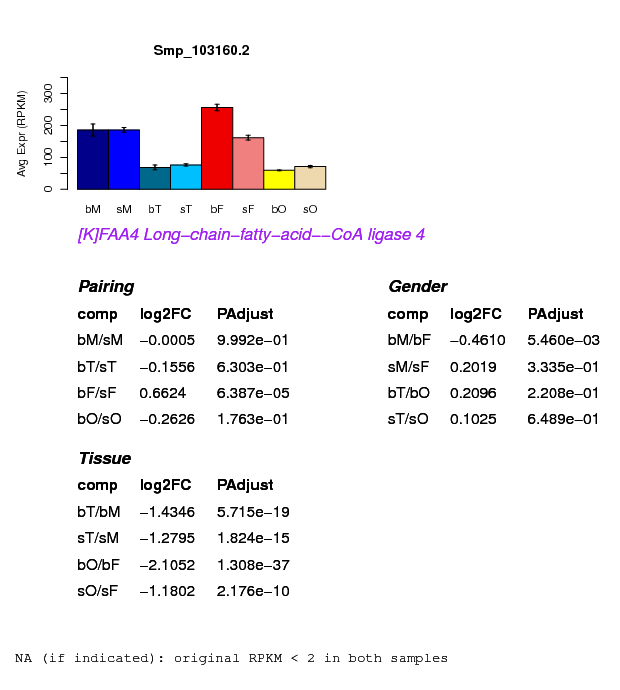 Smp_103160.2
Avg Expr (RPKM)
0 100 200 300
bM sM bT sT bF sF bO sO
[K]FAA4 Long−chain−fatty−acid−−CoA ligase 4
Pairing
comp log2FC PAdjust
bM/sM −0.0005 9.992e−01
bT/sT −0.1556 6.303e−01
bF/sF 0.6624 6.387e−05
bO/sO −0.2626 1.763e−01
Gender
comp log2FC PAdjust
bM/bF −0.4610 5.460e−03
sM/sF 0.2019 3.335e−01
bT/bO 0.2096 2.208e−01
sT/sO 0.1025 6.489e−01
Tissue
comp log2FC PAdjust
bT/bM −1.4346 5.715e−19
sT/sM −1.2795 1.824e−15
bO/bF −2.1052 1.308e−37
sO/sF −1.1802 2.176e−10
NA (if indicated): original RPKM < 2 in both samples